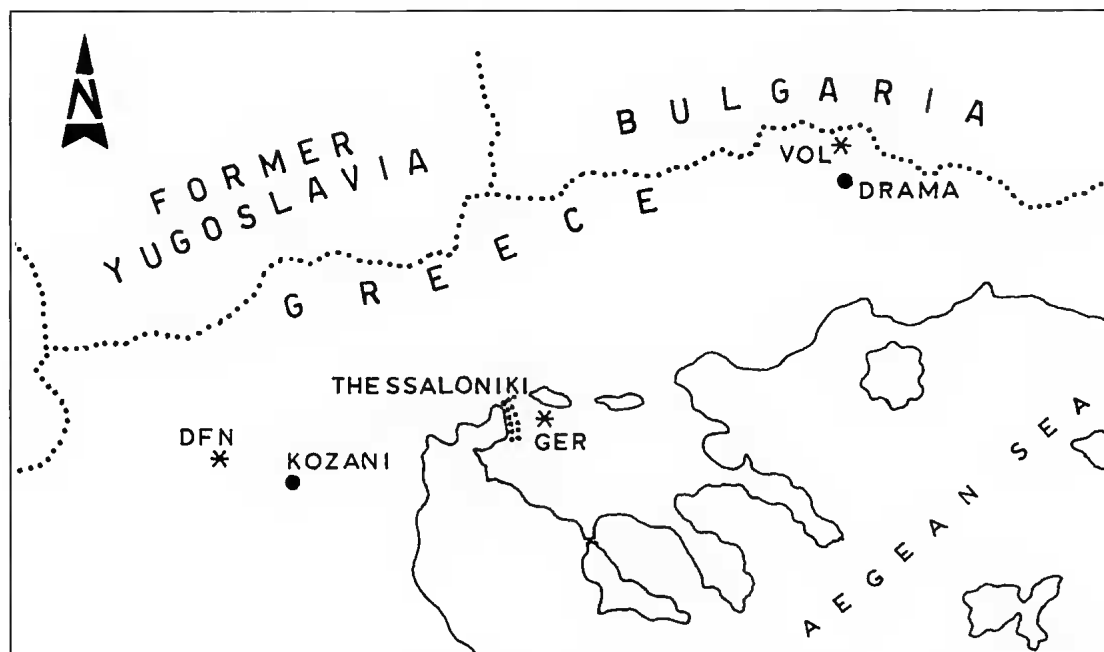 N
BULGARIA
FORMER
YUGOSLAVIA
VOL
DRAMA
GREECE
THESSALONIKI
GER
DFN
KOZANI
AEGEAN SEA